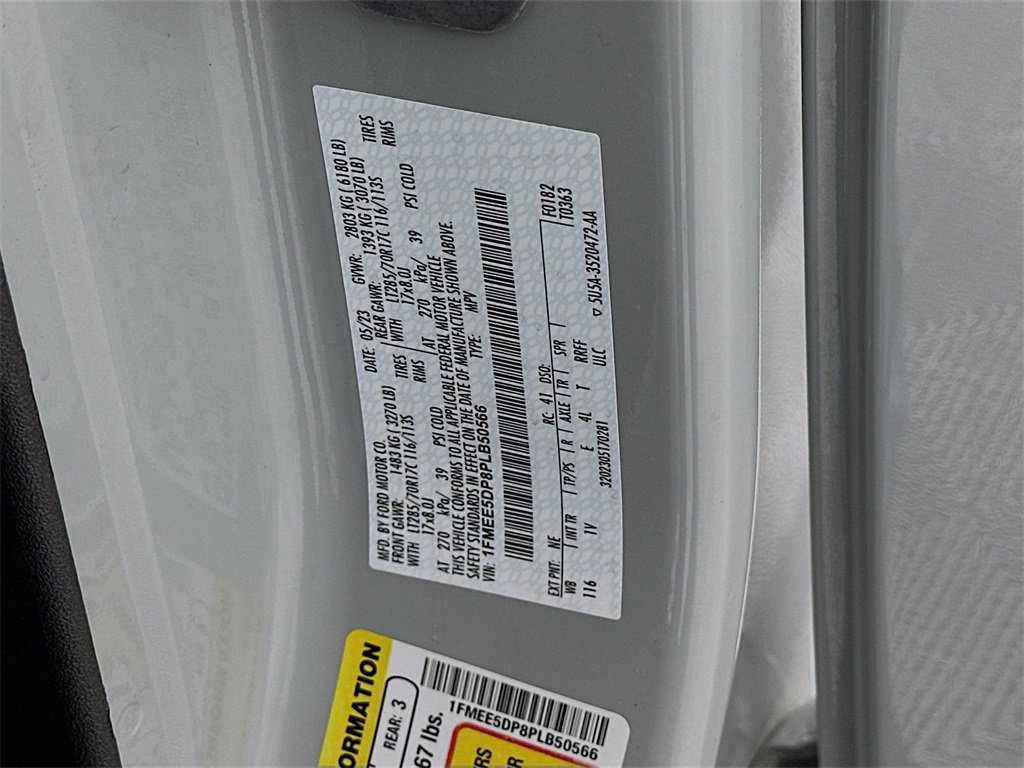 MFD. BY FORD MOTOR CO.
DATE: 05/23 GVWR: 2803 KG ( 6180 LB)
FRONT GAWR: 1483 KG ( 3270 LB)
REAR GAWR: 1393 KG ( 3070 LB)
WITH LT285/70R17C 116/113S TIRES
WITH LT285/70R17C 116/113S TIRES
17x8.0J RIMS
17x8.0J RIMS
AT 270 kPa/ 39 PSI COLD
AT 270 kPa/ 39 PSI COLD
THIS VEHICLE CONFORMS TO ALL APPLICABLE FEDERAL MOTOR VEHICLE
SAFETY STANDARDS IN EFFECT ON THE DATE OF MANUFACTURE SHOWN ABOVE.
VIN: 1FMEE5DP8PLB50566 TYPE: MPV
EXT PNT: NE RC: 41 DSO: F0182
WB INT TR TP/PS R AXLE TR SPR T0363
116 1V E 4L T RRFF
32023051P70281 ULC ▽ 5U5A-3520472-AA
ORMATION
REAR: 3
67 lbs.
1FMEE5DP8PLB50566